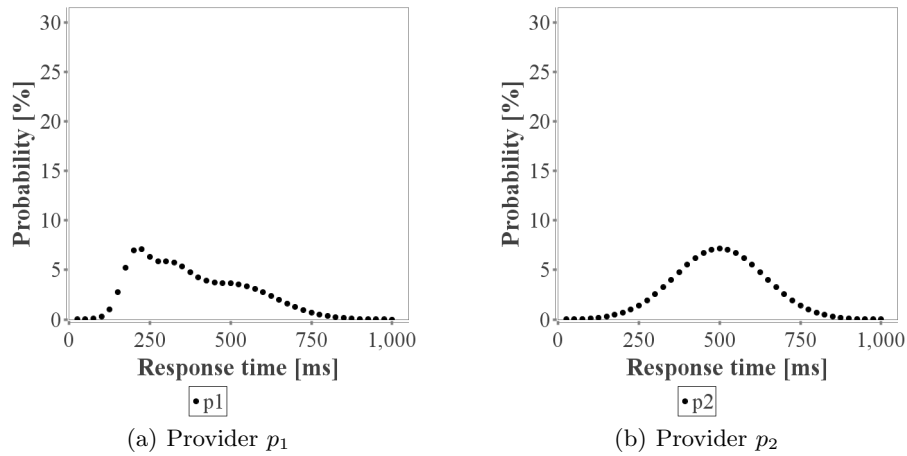 30
25
20
15
10
5
0
Probability [%]
0 250 500 750 1,000
Response time [ms]
p1
(a) Provider p₁
30
25
20
15
10
5
0
Probability [%]
0 250 500 750 1,000
Response time [ms]
p2
(b) Provider p₂